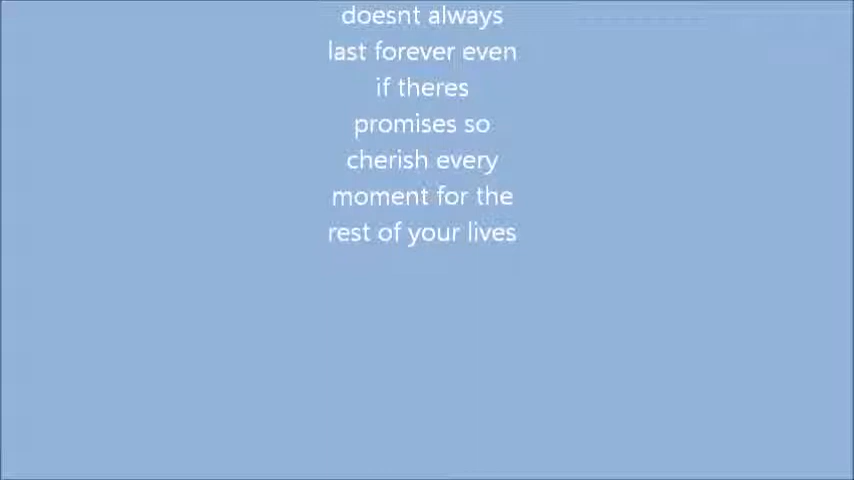 doesnt always
last forever even
if theres
promises so
cherish every
moment for the
rest of your lives